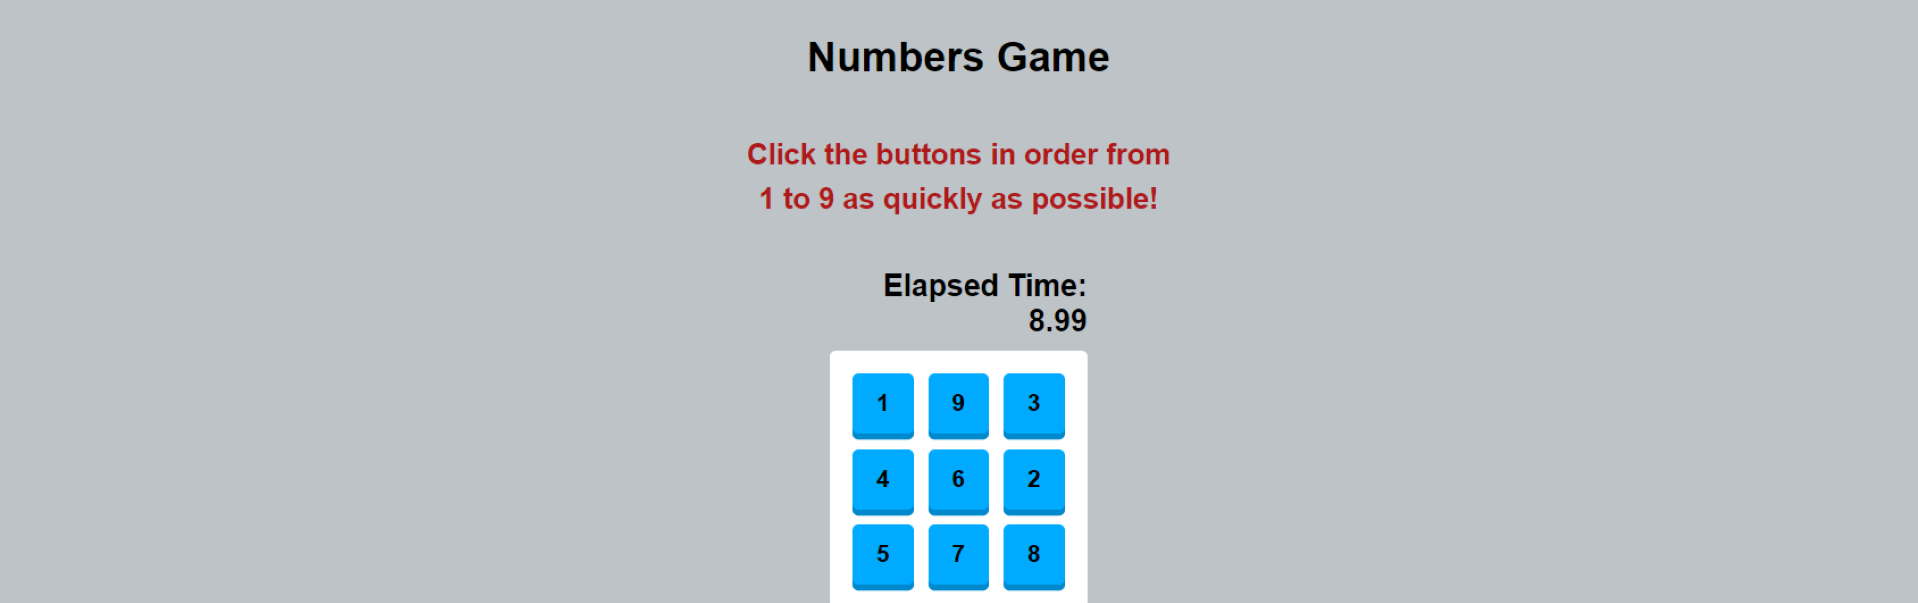 Numbers Game
Click the buttons in order from
1 to 9 as quickly as possible!
Elapsed Time:
8.99
1 9 3
4 6 2
5 7 8